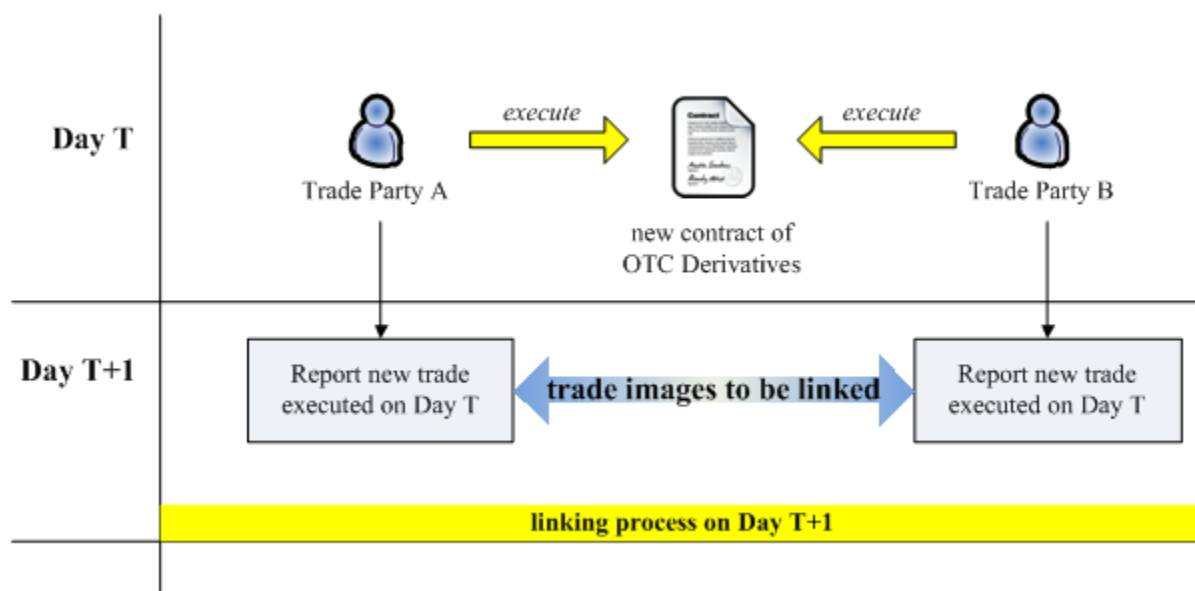 Day T
execute
execute
Contract
Trade Party A
Trade Party B
new contract of
OTC Derivatives
Day T+1
Report new trade
executed on Day T
trade images to be linked
Report new trade
executed on Day T
linking process on Day T+1